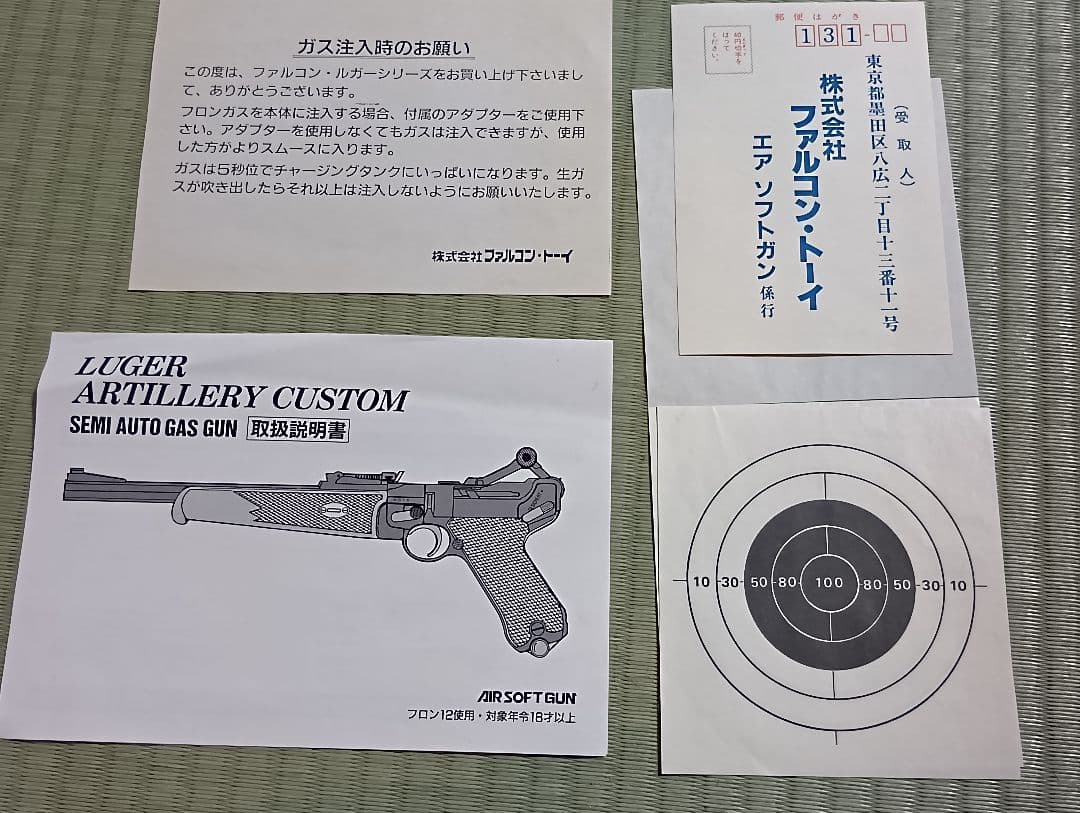 ガス注入時のお願い
この度は、ファルコン・ルガーシリーズをお買い上げ下さいまし
て、ありがとうございます。
フロンガスを本体に注入する場合、付属のアダプターをご使用下
さい。アダプターを使用しなくてもガスは注入できますが、使用
した方がよりスムースに入ります。
ガスは5秒位でチャージングタンクにいっぱいになります。生ガ
スが吹き出したらそれ以上は注入しないようにお願いいたします。
株式会社ファルコン・トーイ
郵便はがき
131-
40円切手を
はって
ください。
(受取人)
東京都墨田区八広二丁目十三番十一号
株式会社
ファルコン・トーイ
エア ソフトガン 係行
LUGER
ARTILLERY CUSTOM
SEMI AUTO GAS GUN 取扱説明書
AIR SOFT GUN
フロン12使用・対象年令18才以上
10 30 50 80 100 80 50 30 10